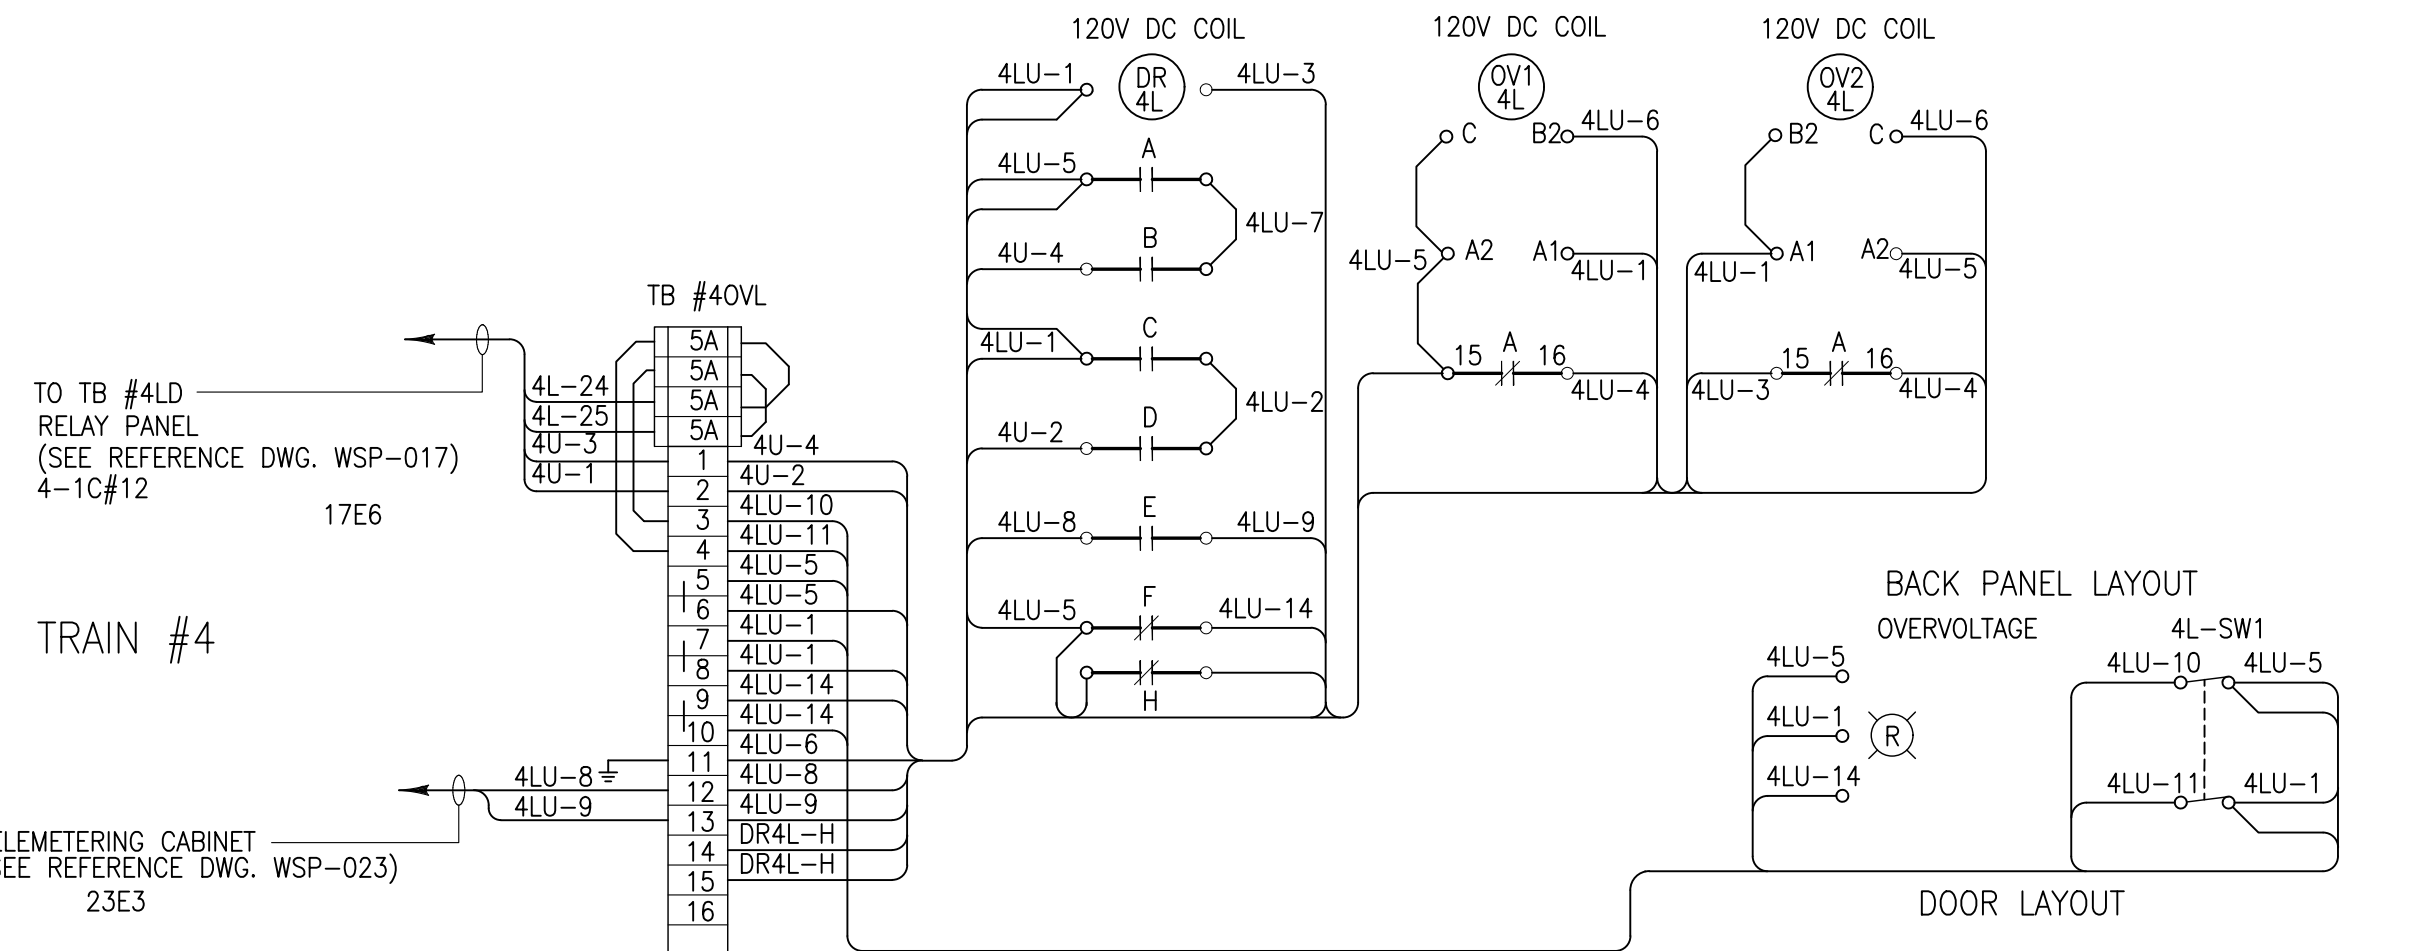 120V DC COIL
120V DC COIL
120V DC COIL
4LU-1
DR
4L
4LU-3
OV1
4L
OV2
4L
C
B2
4LU-6
B2
C
4LU-6
A
4LU-5
4LU-7
B
4U-4
4LU-5
A2
A1
4LU-1
4LU-1
A1
A2
4LU-5
C
4LU-1
15
A
16
4LU-4
4LU-3
15
A
16
4LU-4
4LU-2
D
4U-2
E
4LU-8
4LU-9
F
4LU-5
4LU-14
H
TB #4OVL
5A
5A
5A
5A
4L-24
4L-25
4U-3
4U-1
TO TB #4LD
RELAY PANEL
(SEE REFERENCE DWG. WSP-017)
4-1C#12
17E6
TRAIN #4
1
4U-4
2
4U-2
3
4LU-10
4
4LU-11
5
4LU-5
6
4LU-5
7
4LU-1
8
4LU-1
9
4LU-14
10
4LU-14
11
4LU-6
4LU-8
12
4LU-8
4LU-9
13
4LU-9
14
DR4L-H
15
DR4L-H
16
ELEMETERING CABINET
SEE REFERENCE DWG. WSP-023)
23E3
BACK PANEL LAYOUT
OVERVOLTAGE
4L-SW1
4LU-5
4LU-10
4LU-5
4LU-1
R
4LU-14
4LU-11
4LU-1
DOOR LAYOUT